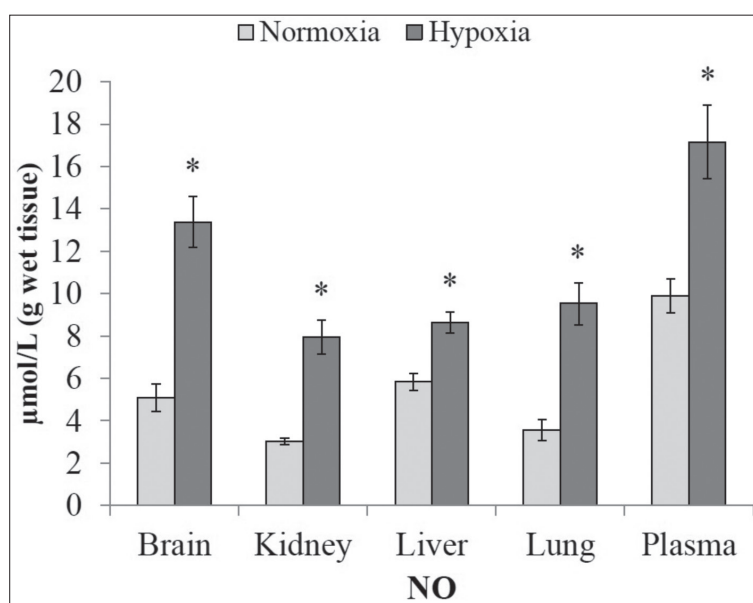 Normoxia Hypoxia
μmol/L (g wet tissue)
20
18
16
14
12
10
8
6
4
2
0
* * * * *
Brain Kidney Liver Lung Plasma
NO